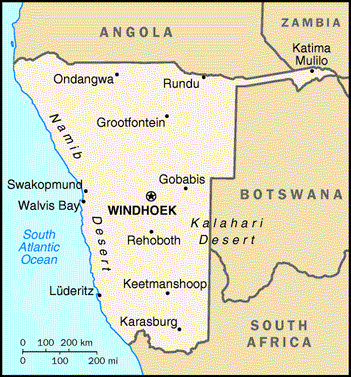 ANGOLA
ZAMBIA
Katima
Mulilo
Ondangwa
Rundu
Grootfontein
Namib
Desert
Gobabis
Swakopmund
Walvis Bay
WINDHOEK
BOTSWANA
Kalahari
Desert
Rehoboth
South
Atlantic
Ocean
Lüderitz
Keetmanshoop
Karasburg
SOUTH
AFRICA
0 100 200 km
0 100 200 mi